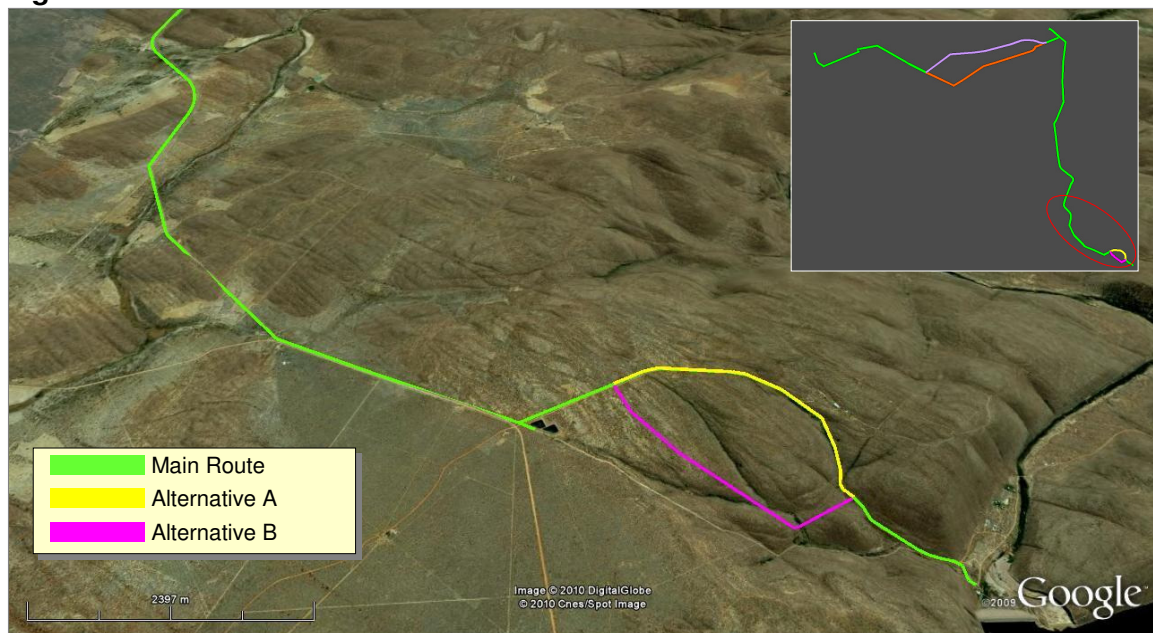 Main Route
Alternative A
Alternative B
2397 m
Image © 2010 DigitalGlobe
© 2010 Cnes/Spot Image
©2009 Google